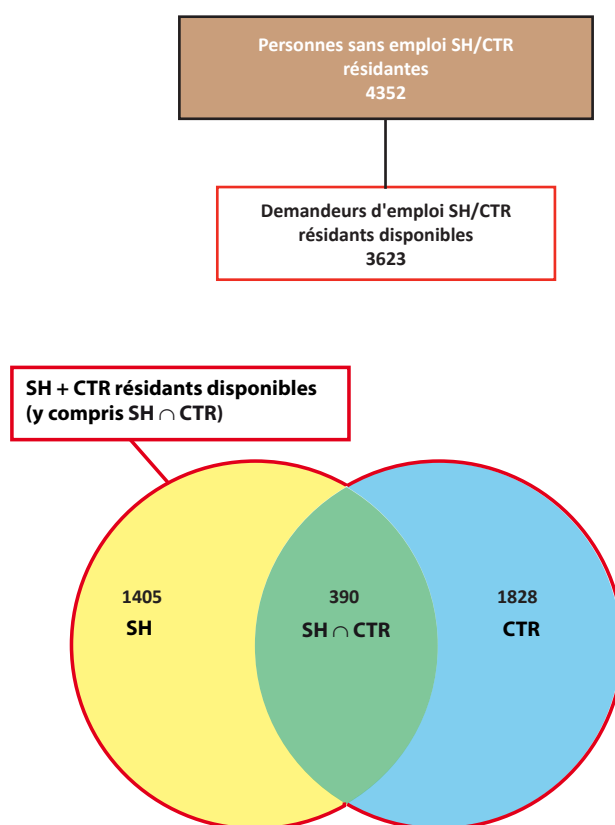 Personnes sans emploi SH/CTR
résidantes
4352
Demandeurs d'emploi SH/CTR
résidants disponibles
3623
SH + CTR résidants disponibles
(y compris SH ∩ CTR)
1405
SH
390
SH ∩ CTR
1828
CTR